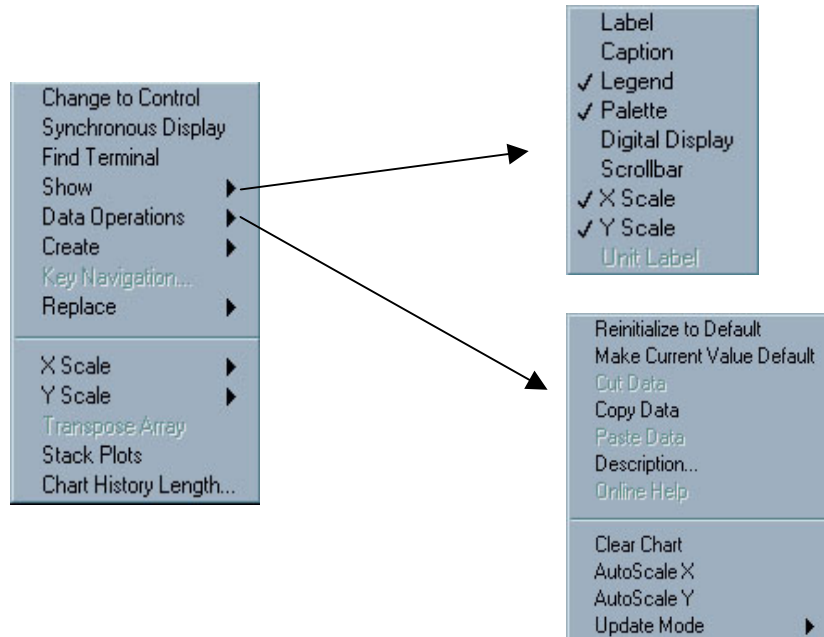 Change to Control
Synchronous Display
Find Terminal
Show
Data Operations
Create
Key Navigation...
Replace
X Scale
Y Scale
Transpose Array
Stack Plots
Chart History Length...
Label
Caption
✓ Legend
✓ Palette
Digital Display
Scrollbar
✓ X Scale
✓ Y Scale
Unit Label
Reinitialize to Default
Make Current Value Default
Cut Data
Copy Data
Paste Data
Description...
Online Help
Clear Chart
AutoScale X
AutoScale Y
Update Mode